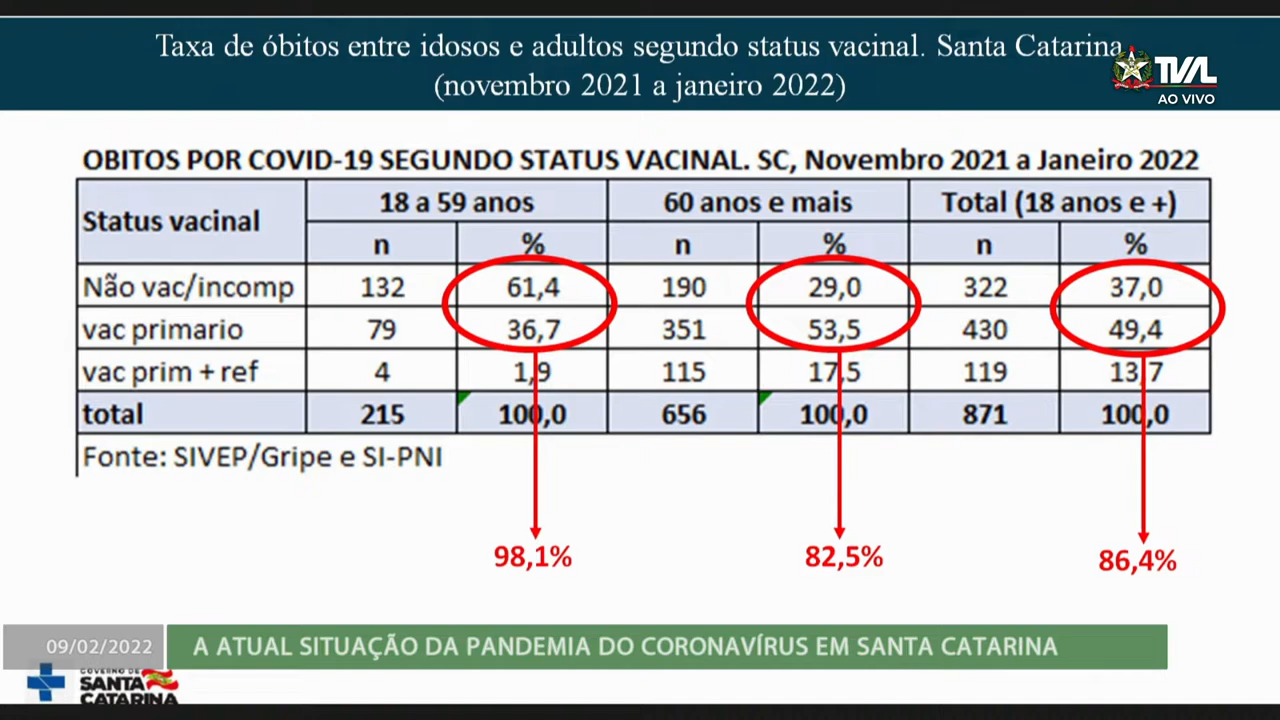 Taxa de óbitos entre idosos e adultos segundo status vacinal. Santa Catarina
(novembro 2021 a janeiro 2022)
TVAL
AO VIVO
OBITOS POR COVID-19 SEGUNDO STATUS VACINAL. SC, Novembro 2021 a Janeiro 2022
Status vacinal 18 a 59 anos 60 anos e mais Total (18 anos e +)
n % n % n %
Não vac/incomp 132 61,4 190 29,0 322 37,0
vac primario 79 36,7 351 53,5 430 49,4
vac prim + ref 4 1,9 115 17,5 119 13,7
total 215 100,0 656 100,0 871 100,0
Fonte: SIVEP/Gripe e SI-PNI
98,1% 82,5% 86,4%
09/02/2022 A ATUAL SITUAÇÃO DA PANDEMIA DO CORONAVÍRUS EM SANTA CATARINA
GOVERNO DE
SANTA
CATARINA